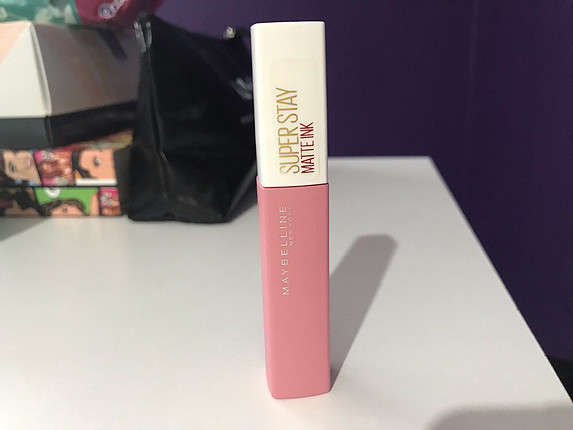 SUPER STAY
MATTE INK
MAYBELLINE
NEW YORK